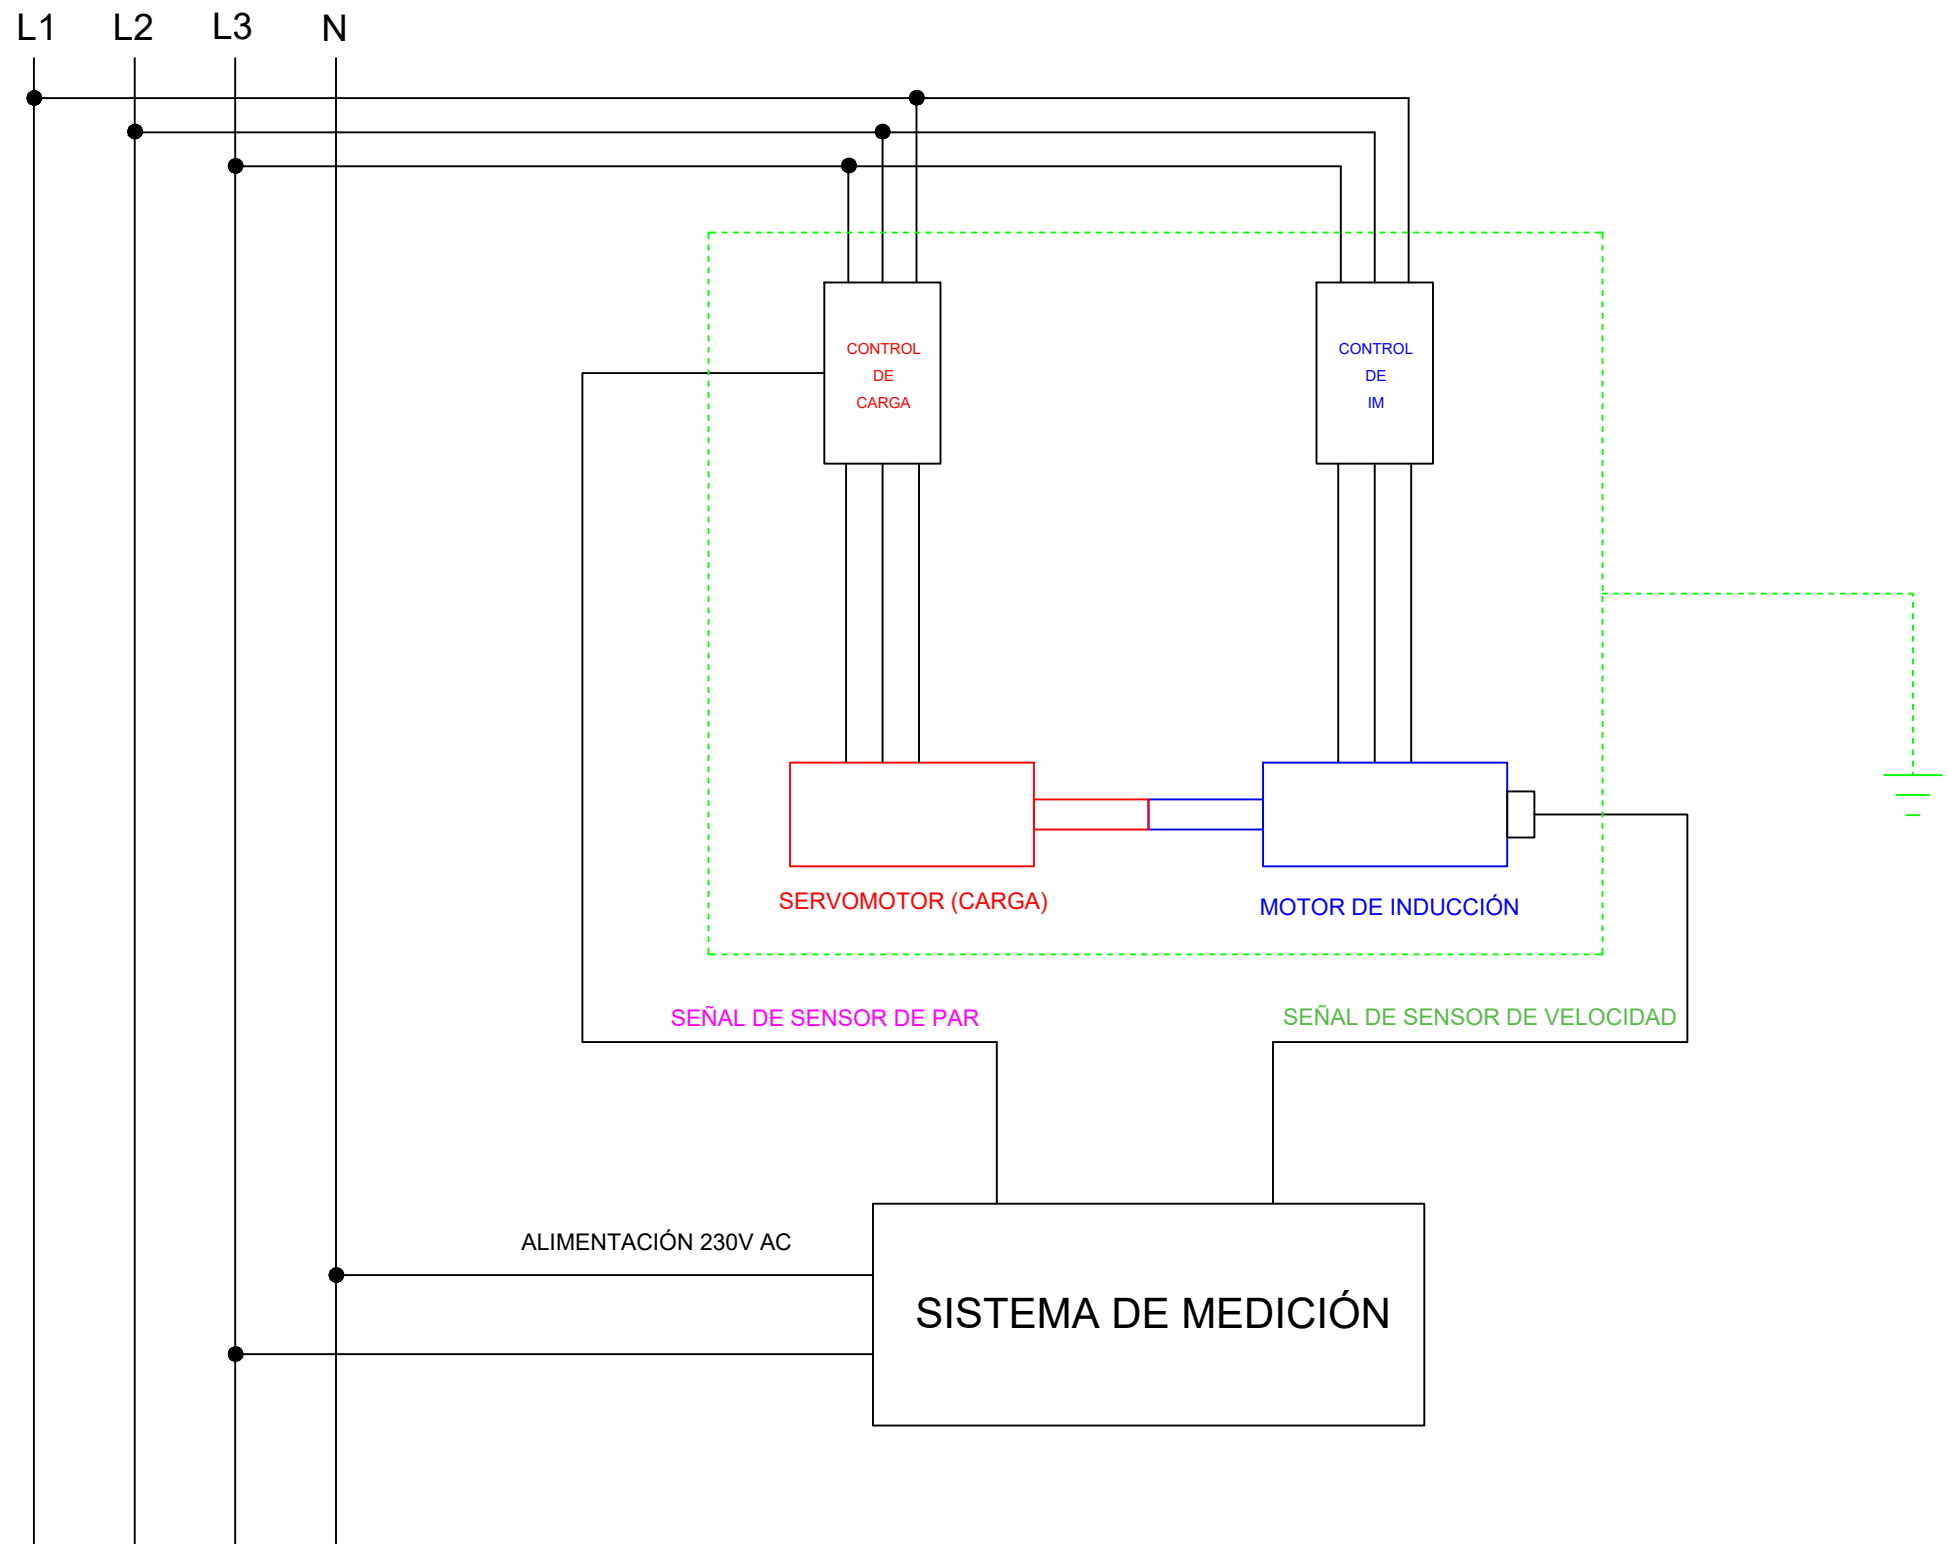 L1 L2 L3 N
CONTROL
DE
CARGA
CONTROL
DE
IM
SERVOMOTOR (CARGA)
MOTOR DE INDUCCIÓN
SEÑAL DE SENSOR DE PAR
SEÑAL DE SENSOR DE VELOCIDAD
ALIMENTACIÓN 230V AC
SISTEMA DE MEDICIÓN